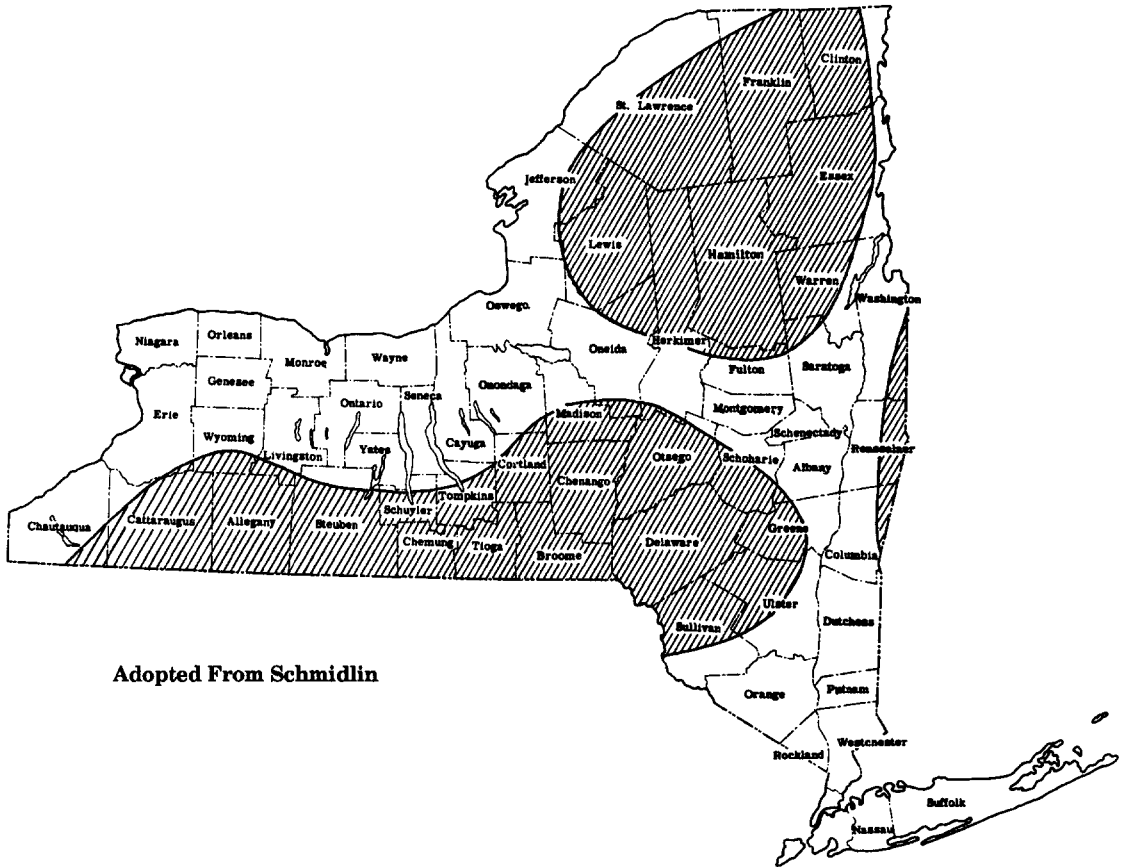 Clinton
Franklin
St. Lawrence
Essex
Jefferson
Lewis
Hamilton
Warren
Washington
Oswego
Herkimer
Oneida
Fulton
Saratoga
Niagara
Orleans
Monroe
Wayne
Genesee
Onondaga
Seneca
Ontario
Erie
Madison
Montgomery
Schenectady
Wyoming
Cayuga
Yates
Livingston
Otsego
Schoharie
Albany
Rensselaer
Cortland
Chenango
Tompkins
Schuyler
Chautauqua
Cattaraugus
Allegany
Steuben
Greene
Chemung
Tioga
Broome
Delaware
Columbia
Ulster
Sullivan
Dutchess
Adopted From Schmidlin
Orange
Putnam
Westchester
Rockland
Suffolk
Nassau